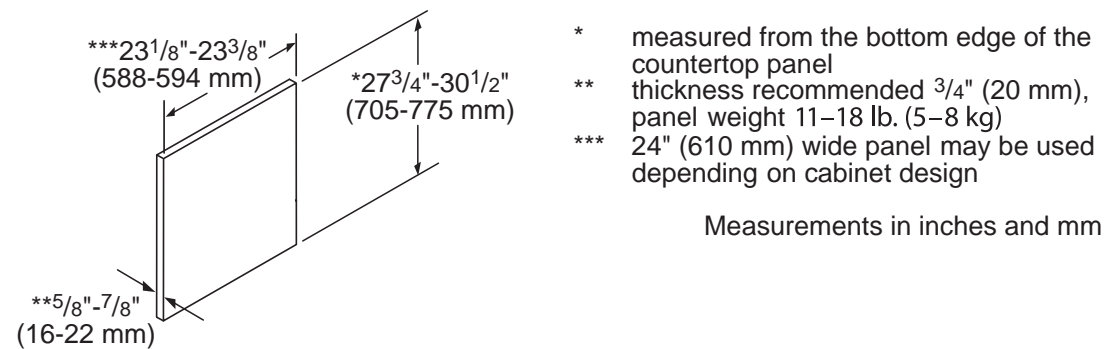 ***23 1/8"-23 3/8"
(588-594 mm)
*27 3/4"-30 1/2"
(705-775 mm)
**5/8"-7/8"
(16-22 mm)
* measured from the bottom edge of the
countertop panel
** thickness recommended 3/4" (20 mm),
panel weight 11–18 lb. (5–8 kg)
*** 24" (610 mm) wide panel may be used
depending on cabinet design
Measurements in inches and mm